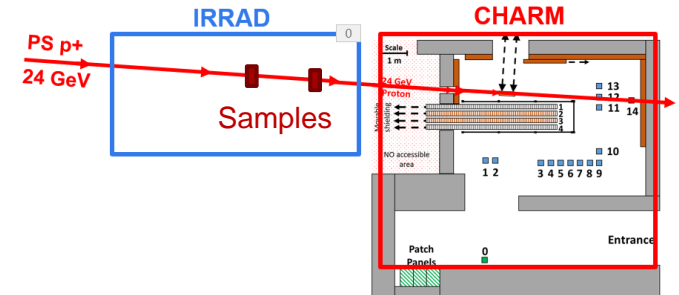 IRRAD
CHARM
0
PS p+
24 GeV
Samples
Scale
1 m
24 GeV
Proton
Movable
shielding
1
2
3
4
NO accessible
area
13
12
11
14
10
1 2
3 4 5 6 7 8 9
Entrance
0
Patch
Panels